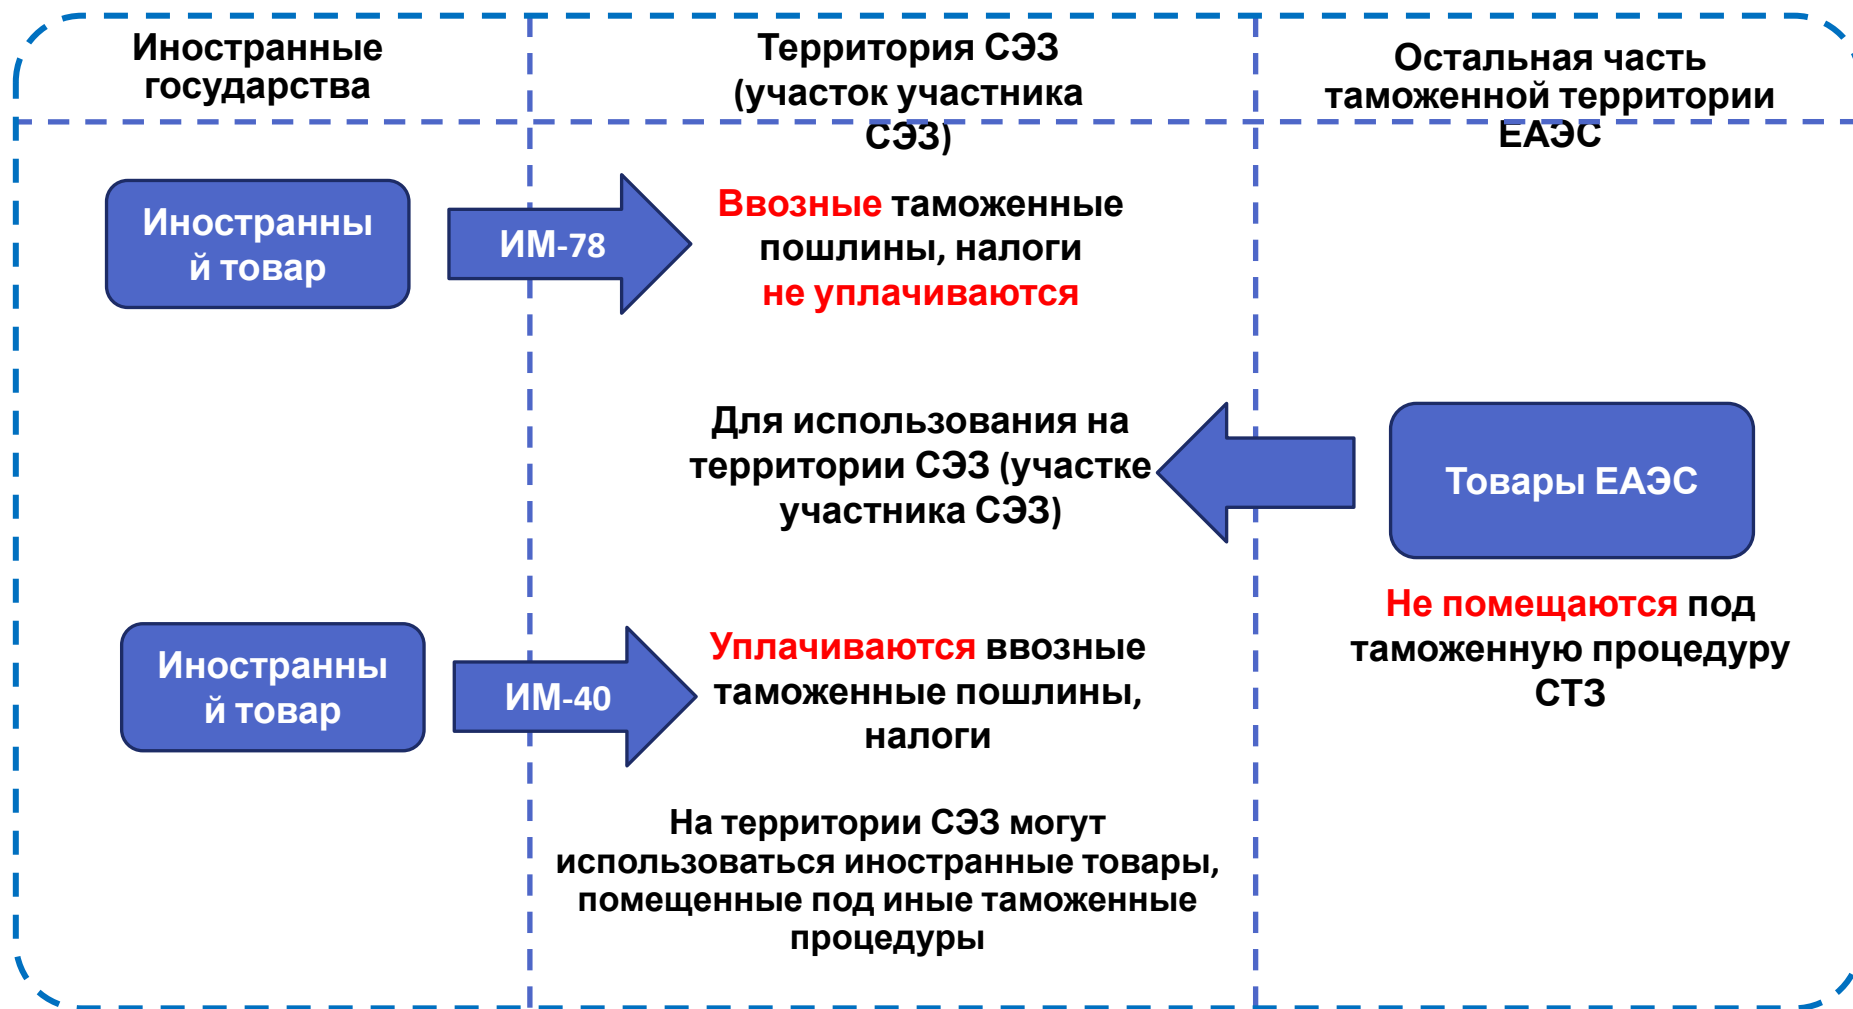 Иностранные
государства
Территория СЭЗ
(участок участника
СЭЗ)
Остальная часть
таможенной территории
ЕАЭС
Иностранны
й товар
ИМ-78
Ввозные таможенные
пошлины, налоги
не уплачиваются
Для использования на
территории СЭЗ (участке
участника СЭЗ)
Товары ЕАЭС
Не помещаются под
таможенную процедуру
СТЗ
Иностранны
й товар
ИМ-40
Уплачиваются ввозные
таможенные пошлины,
налоги
На территории СЭЗ могут
использоваться иностранные товары,
помещенные под иные таможенные
процедуры